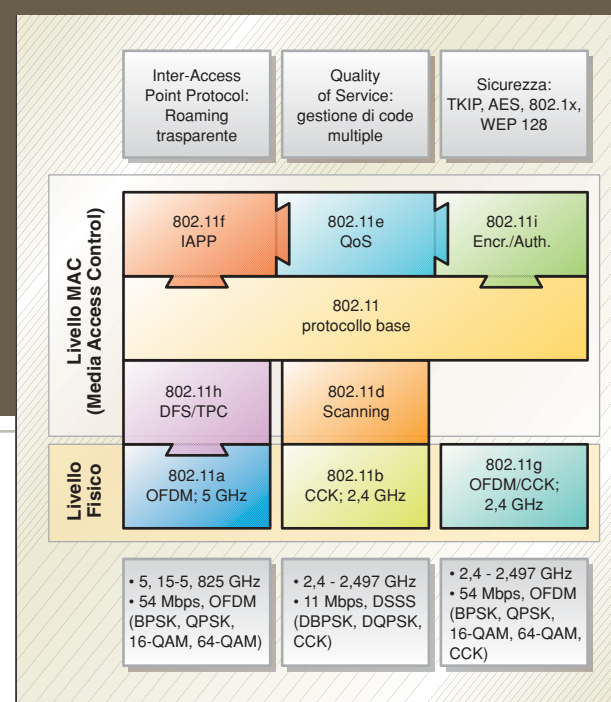 Inter-Access
Point Protocol:
Roaming
trasparente
Quality
of Service:
gestione di code
multiple
Sicurezza:
TKIP, AES, 802.1x,
WEP 128
Livello MAC
(Media Access Control)
802.11f
IAPP
802.11e
QoS
802.11i
Encr./Auth.
802.11
protocollo base
802.11h
DFS/TPC
802.11d
Scanning
Livello
Fisico
802.11a
OFDM; 5 GHz
802.11b
CCK; 2,4 GHz
802.11g
OFDM/CCK;
2,4 GHz
• 5, 15-5, 825 GHz
• 54 Mbps, OFDM
(BPSK, QPSK,
16-QAM, 64-QAM)
• 2,4 - 2,497 GHz
• 11 Mbps, DSSS
(DBPSK, DQPSK,
CCK)
• 2,4 - 2,497 GHz
• 54 Mbps, OFDM
(BPSK, QPSK,
16-QAM, 64-QAM,
CCK)